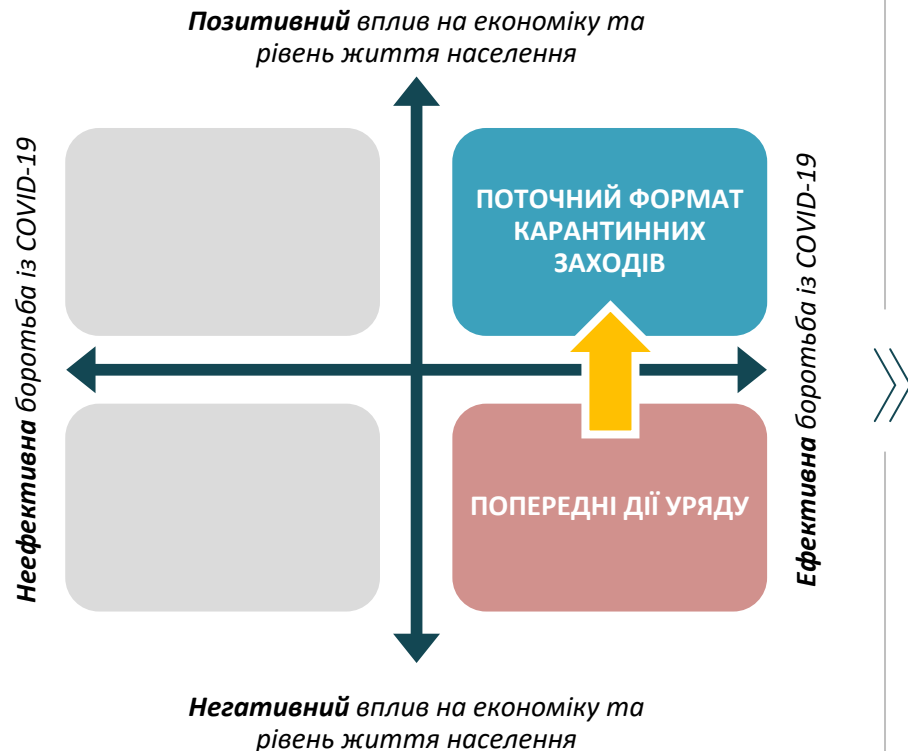 Позитивний вплив на економіку та
рівень життя населення
Неефективна боротьба із COVID-19
ПОТОЧНИЙ ФОРМАТ
КАРАНТИННИХ
ЗАХОДІВ
Ефективна боротьба із COVID-19
ПОПЕРЕДНІ ДІЇ УРЯДУ
Негативний вплив на економіку та
рівень життя населення